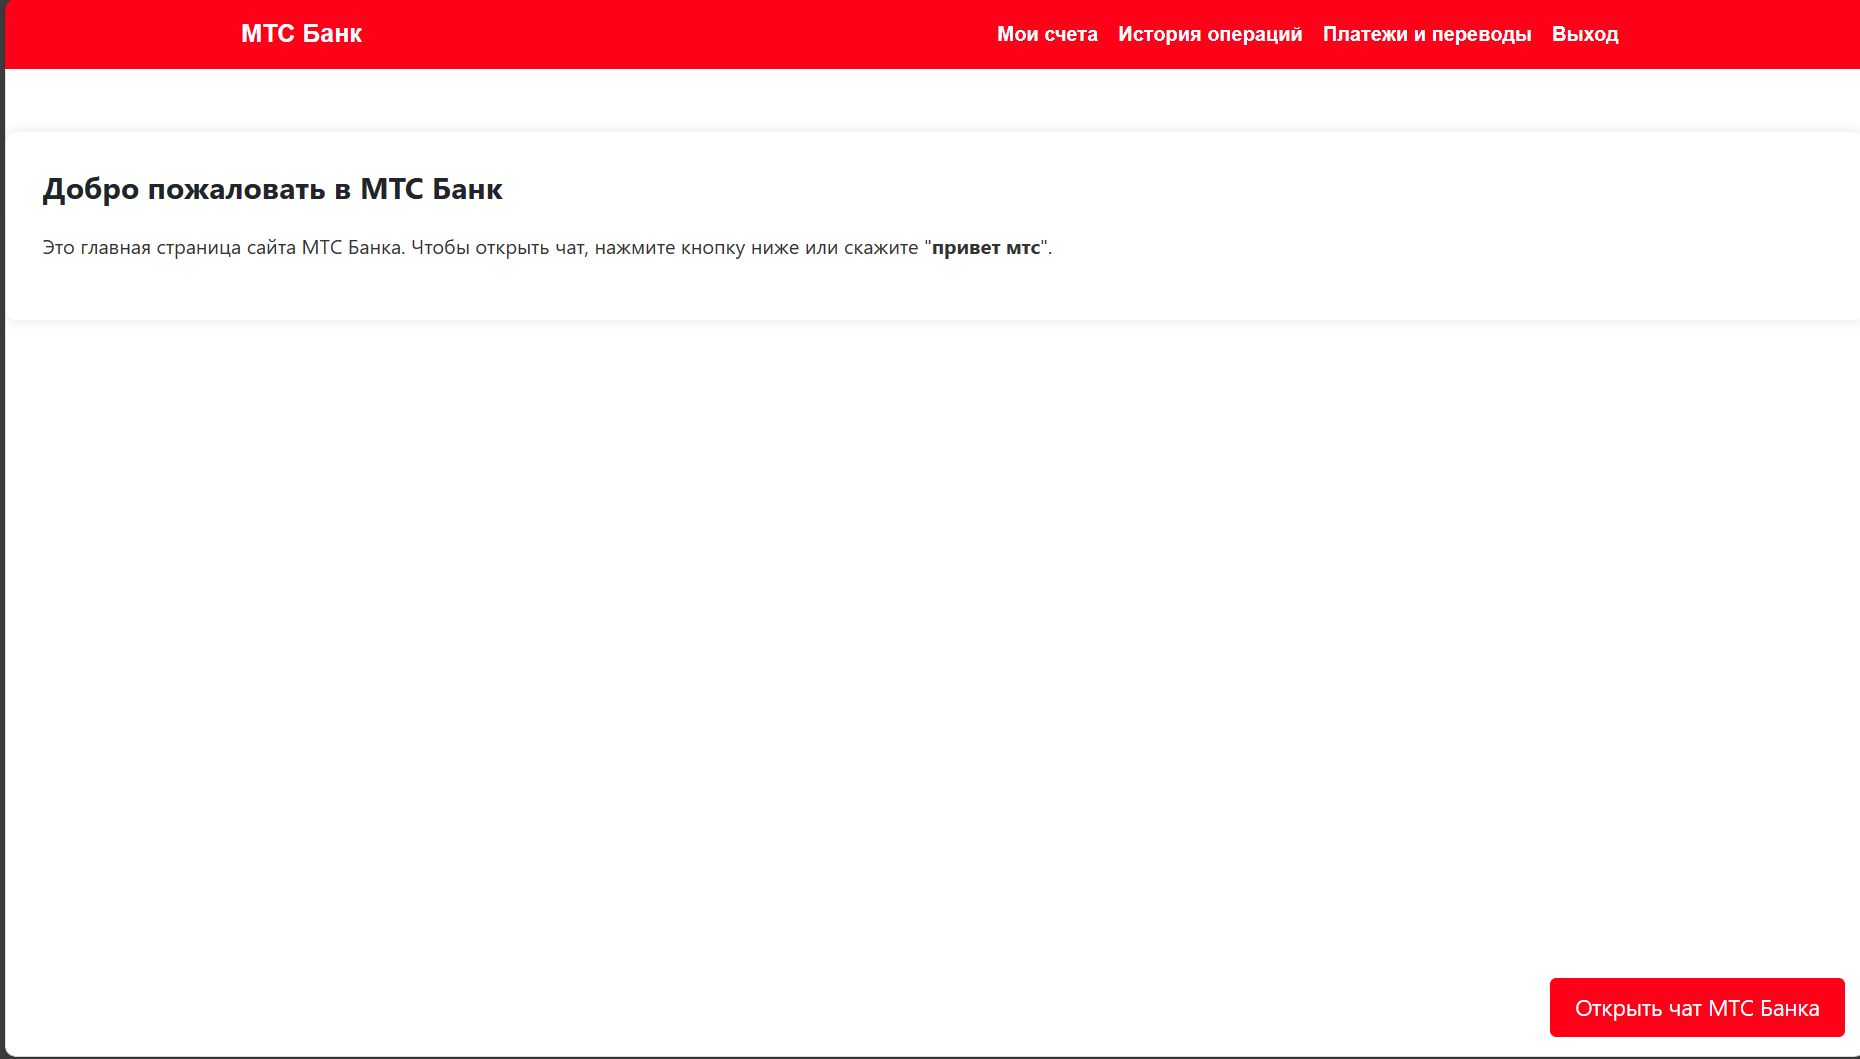 МТС Банк
Мои счета История операций Платежи и переводы Выход
Добро пожаловать в МТС Банк
Это главная страница сайта МТС Банка. Чтобы открыть чат, нажмите кнопку ниже или скажите "привет мтс".
Открыть чат МТС Банка